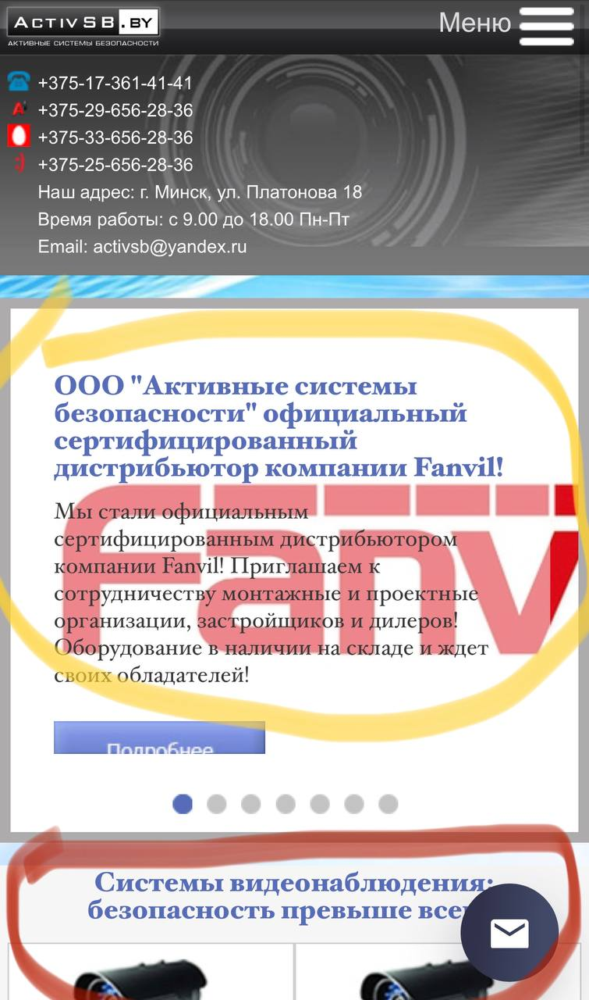 ACTIVSB.BY
АКТИВНЫЕ СИСТЕМЫ БЕЗОПАСНОСТИ
Меню
+375-17-361-41-41
+375-29-656-28-36
+375-33-656-28-36
+375-25-656-28-36
Наш адрес: г. Минск, ул. Платонова 18
Время работы: с 9.00 до 18.00 Пн-Пт
Email: activsb@yandex.ru
ООО "Активные системы
безопасности" официальный
сертифицированный
дистрибьютор компании Fanvil!
Мы стали официальным
сертифицированным дистрибьютором
компании Fanvil! Приглашаем к
сотрудничеству монтажные и проектные
организации, застройщиков и дилеров!
Оборудование в наличии на складе и ждет
своих обладателей!
Fanv
Подробнее
Системы видеонаблюдения:
безопасность превыше